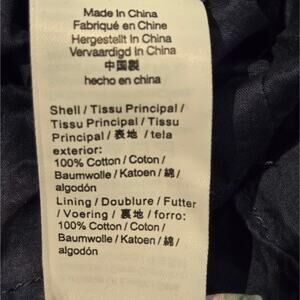 Made In China
Fabriqué en Chine
Hergestellt In China
Vervaardigd In China
中国製
hecho en china
Shell / Tissu Principal /
Tissu Principal / Tissu
Principal / 表地 / tela
exterior:
100% Cotton / Coton /
Baumwolle / Katoen / 綿 /
algodón
Lining / Doublure / Futter
/ Voering / 裏地 / forro:
100% Cotton / Coton /
Baumwolle / Katoen / 綿 /
algodón